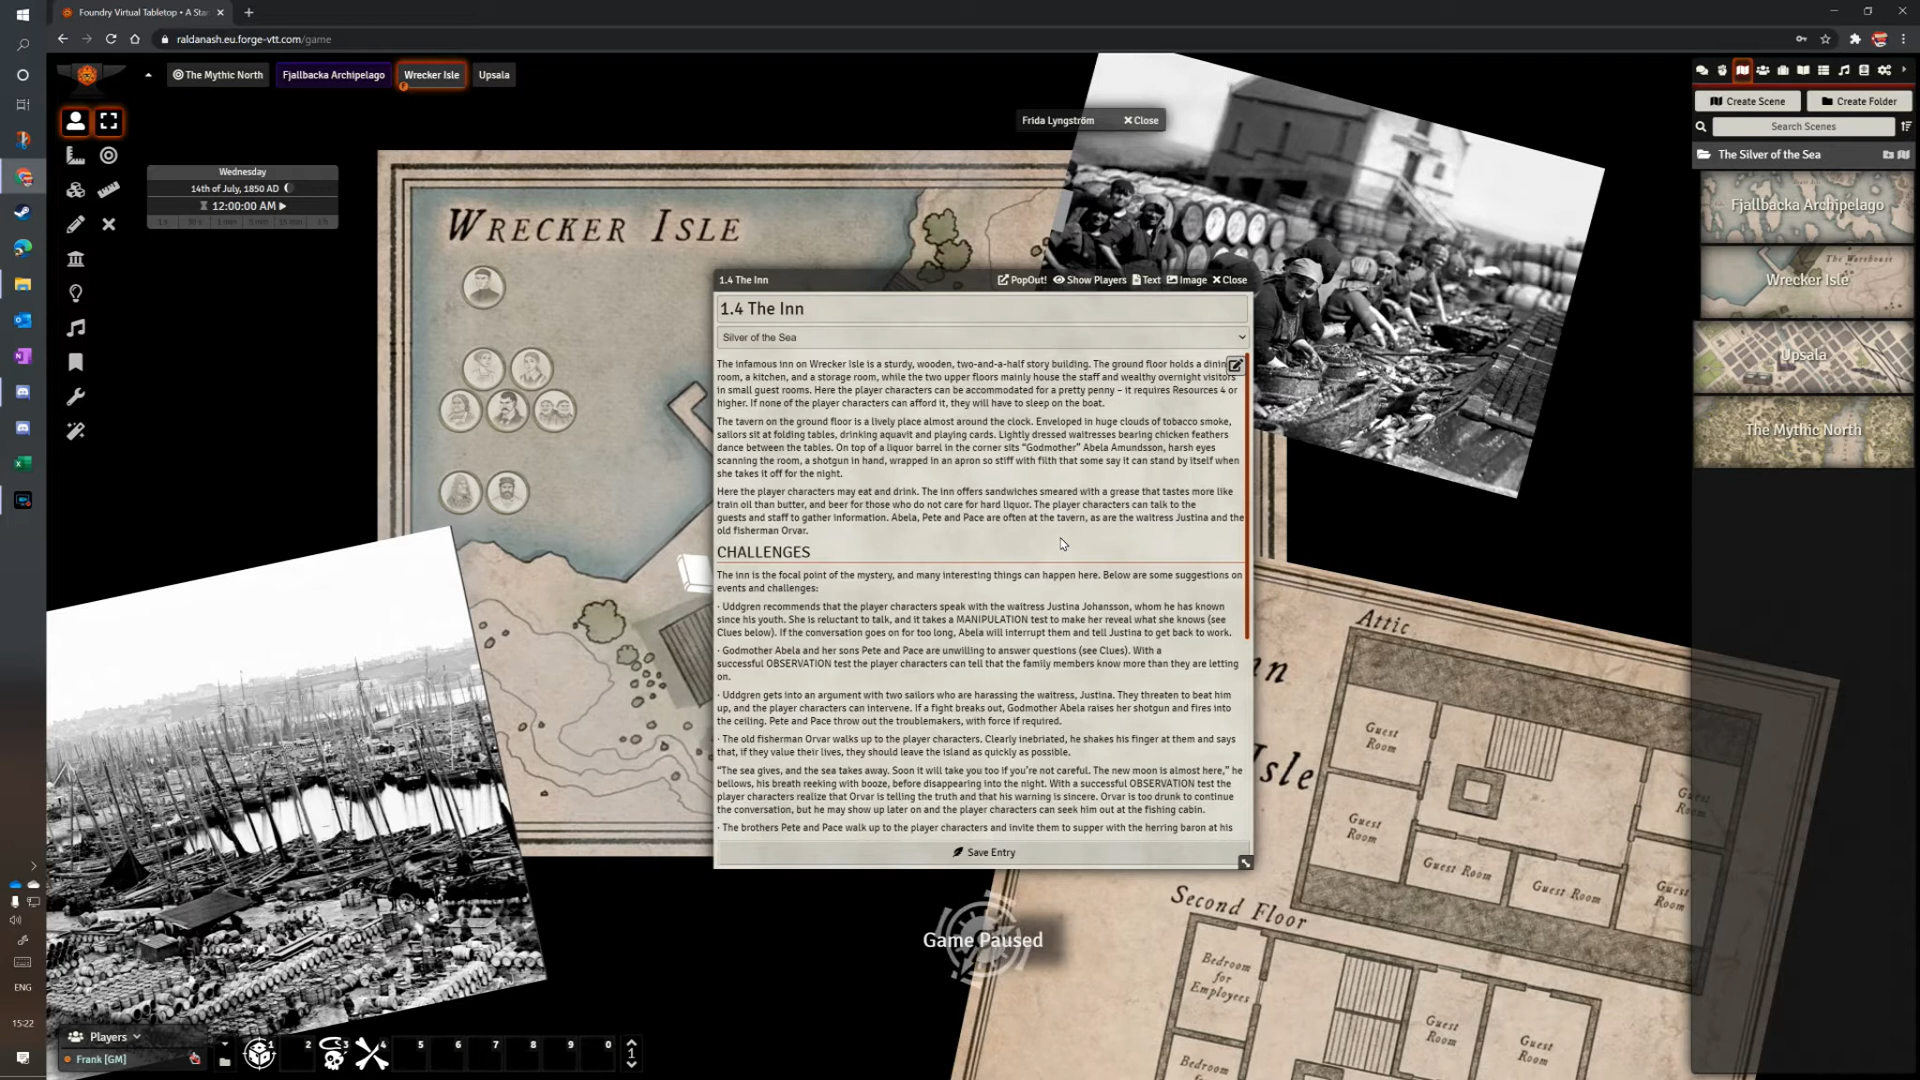 Foundry Virtual Tabletop • A Sta
raldanash.eu.forge-vtt.com/game
The Mythic North
Fjallbacka Archipelago
Wrecker Isle
Upsala
Wednesday
14th of July, 1850 AD
12:00:00 AM
WRECKER ISLE
Frida Lyngström
Close
1.4 The Inn
PopOut!
Show Players
Text
Image
Close
1.4 The Inn
Silver of the Sea
The infamous inn on Wrecker Isle is a sturdy, wooden, two-and-a-half story building. The ground floor holds a dinin
room, a kitchen, and a storage room, while the two upper floors mainly house the staff and wealthy overnight visitors
in small guest rooms. Here the player characters can be accommodated for a pretty penny – it requires Resources 4 or
higher. If none of the player characters can afford it, they will have to sleep on the boat.
The tavern on the ground floor is a lively place almost around the clock. Enveloped in huge clouds of tobacco smoke,
sailors sit at folding tables, drinking aquavit and playing cards. Lightly dressed waitresses bearing chicken feathers
dance between the tables. On top of a liquor barrel in the corner sits "Godmother" Abela Amundsson, harsh eyes
scanning the room, a shotgun in hand, wrapped in an apron so stiff with filth that some say it can stand by itself when
she takes it off for the night.
Here the player characters may eat and drink. The inn offers sandwiches smeared with a grease that tastes more like
train oil than butter, and beer for those who do not care for hard liquor. The player characters can talk to the
guests and staff to gather information. Abela, Pete and Pace are often at the tavern, as are the waitress Justina and the
old fisherman Orvar.
CHALLENGES
The inn is the focal point of the mystery, and many interesting things can happen here. Below are some suggestions on
events and challenges:
· Uddgren recommends that the player characters speak with the waitress Justina Johansson, whom he has known
since his youth. She is reluctant to talk, and it takes a MANIPULATION test to make her reveal what she knows (see
Clues below). If the conversation goes on for too long, Abela will interrupt them and tell Justina to get back to work.
· Godmother Abela and her sons Pete and Pace are unwilling to answer questions (see Clues). With a
successful OBSERVATION test the player characters can tell that the family members know more than they are letting
on.
· Uddgren gets into an argument with two sailors who are harassing the waitress, Justina. They threaten to beat him
up, and the player characters can intervene. If a fight breaks out, Godmother Abela raises her shotgun and fires into
the ceiling. Pete and Pace throw out the troublemakers, with force if required.
· The old fisherman Orvar walks up to the player characters. Clearly inebriated, he shakes his finger at them and says
that, if they value their lives, they should leave the island as quickly as possible.
"The sea gives, and the sea takes away. Soon it will take you too if you're not careful. The new moon is almost here," he
bellows, his breath reeking with booze, before disappearing into the night. With a successful OBSERVATION test the
player characters realize that Orvar is telling the truth and that his warning is sincere. Orvar is too drunk to continue
the conversation, but he may show up later on and the player characters can seek him out at the fishing cabin.
· The brothers Pete and Pace walk up to the player characters and invite them to supper with the herring baron at his
Save Entry
Game Paused
Create Scene
Create Folder
Search Scenes
The Silver of the Sea
Fjallbacka Archipelago
The Warehouse
Wrecker Isle
Upsala
The Mythic North
nn
Isle
Attic
Guest
Room
Guest
Room
Guest
Room
Guest Room
Guest Room
Guest
Room
Second Floor
Bedroom
for
Employees
Guest
Room
Guest
Room
Bedroom
ENG
15:22
Players
Frank [GM]
1
2
3
4
5
6
7
8
9
0
1